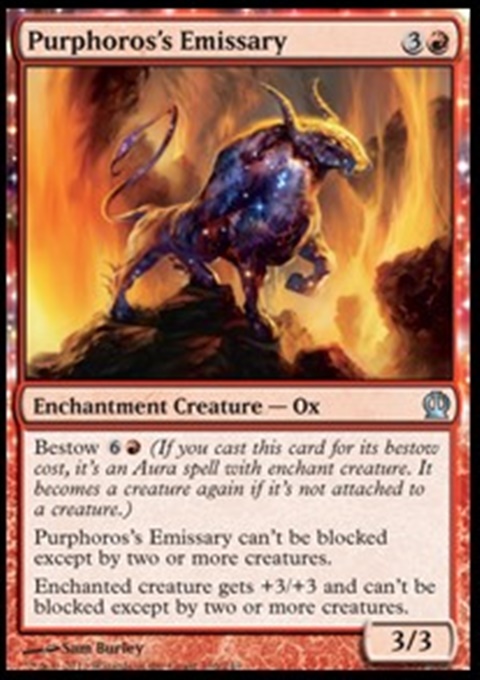 Purphoros's Emissary 3
Enchantment Creature — Ox
Bestow 6 (If you cast this card for its bestow
cost, it's an Aura spell with enchant creature. It
becomes a creature again if it's not attached to
a creature.)
Purphoros's Emissary can't be blocked
except by two or more creatures.
Enchanted creature gets +3/+3 and can't be
blocked except by two or more creatures.
3/3
Sam Burley